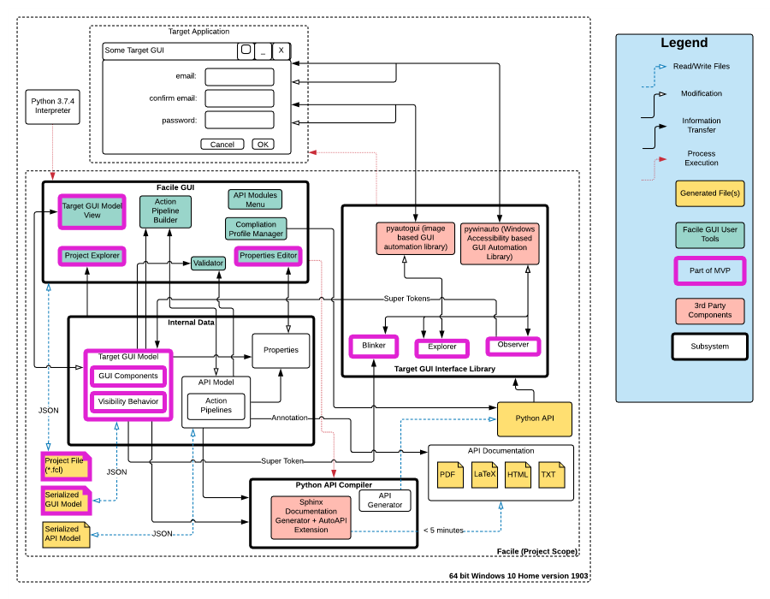 Target Application
Some Target GUI
_
X
email:
confirm email:
password:
Cancel
OK
Python 3.7.4
Interpreter
Facile GUI
Target GUI Model
View
Action
Pipeline
Builder
API Modules
Menu
Compliation
Profile Manager
Project Explorer
Validator
Properties Editor
pyautogui (image
based GUI
automation library)
pywinauto (Windows
Accessibility based
GUI Automation
Library)
Super Tokens
Blinker
Explorer
Observer
Target GUI Interface Library
Internal Data
Target GUI Model
GUI Components
Visibility Behavior
Properties
API Model
Action
Pipelines
Annotation
JSON
Python API
Super Token
API Documentation
PDF
LaTeX
HTML
TXT
Project File
(*.fcl)
JSON
Serialized
GUI Model
Serialized
API Model
JSON
Python API Compiler
Sphinx
Documentation
Generator + AutoAPI
Extension
API
Generator
< 5 minutes
Facile (Project Scope)
64 bit Windows 10 Home version 1903
Legend
Read/Write Files
Modification
Information
Transfer
Process
Execution
Generated File(s)
Facile GUI User
Tools
Part of MVP
3rd Party
Components
Subsystem